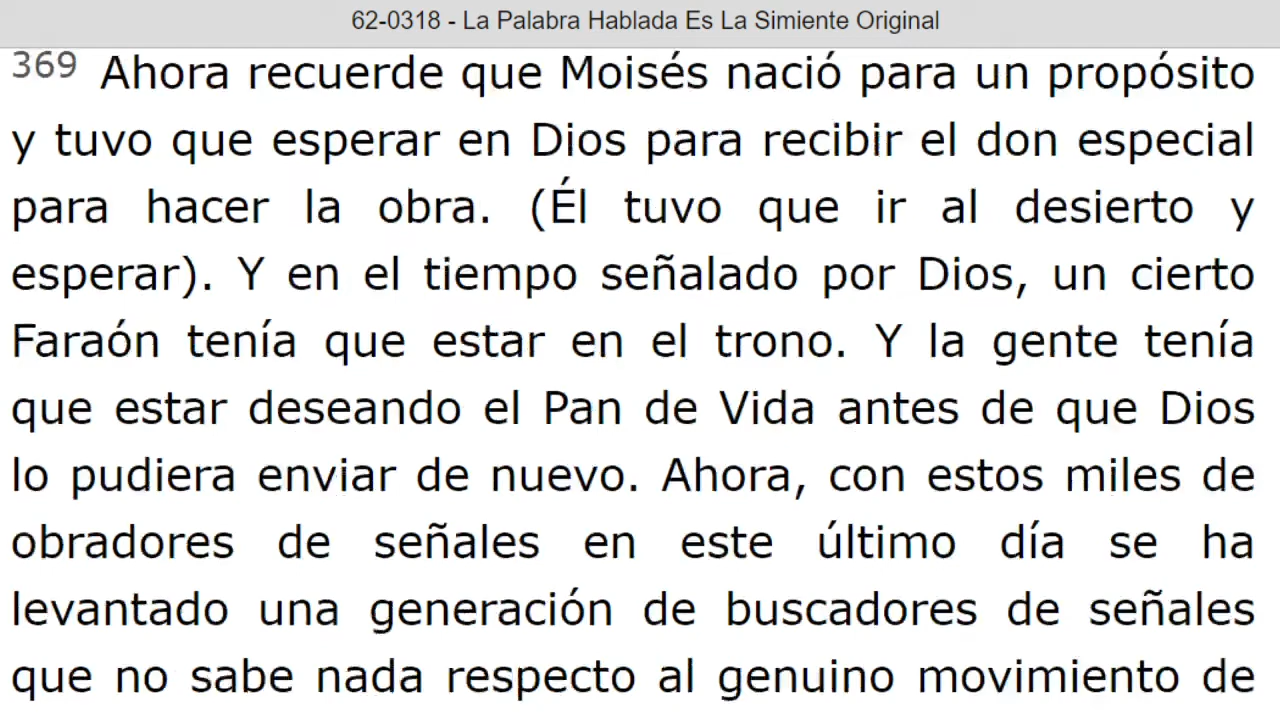 62-0318 - La Palabra Hablada Es La Simiente Original
369 Ahora recuerde que Moisés nació para un propósito
y tuvo que esperar en Dios para recibir el don especial
para hacer la obra. (Él tuvo que ir al desierto y
esperar). Y en el tiempo señalado por Dios, un cierto
Faraón tenía que estar en el trono. Y la gente tenía
que estar deseando el Pan de Vida antes de que Dios
lo pudiera enviar de nuevo. Ahora, con estos miles de
obradores de señales en este último día se ha
levantado una generación de buscadores de señales
que no sabe nada respecto al genuino movimiento de